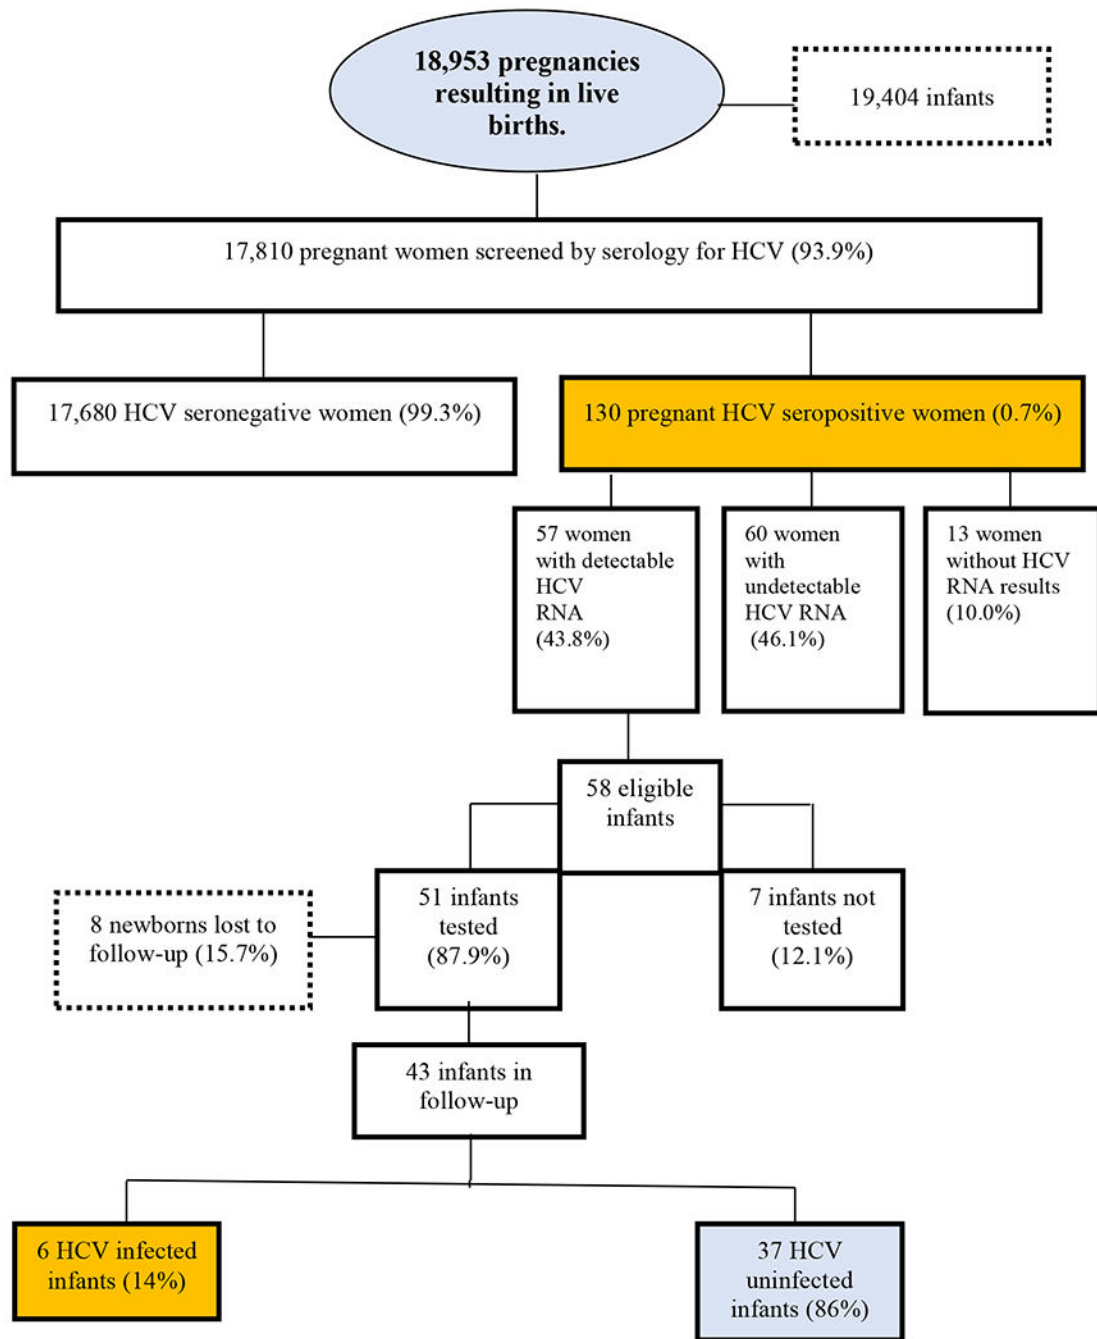 18,953 pregnancies
resulting in live
births.
19,404 infants
17,810 pregnant women screened by serology for HCV (93.9%)
17,680 HCV seronegative women (99.3%)
130 pregnant HCV seropositive women (0.7%)
57 women
with detectable
HCV
RNA
(43.8%)
60 women
with
undetectable
HCV RNA
(46.1%)
13 women
without HCV
RNA results
(10.0%)
58 eligible
infants
51 infants
tested
(87.9%)
7 infants not
tested
(12.1%)
8 newborns lost to
follow-up (15.7%)
43 infants in
follow-up
6 HCV infected
infants (14%)
37 HCV
uninfected
infants (86%)